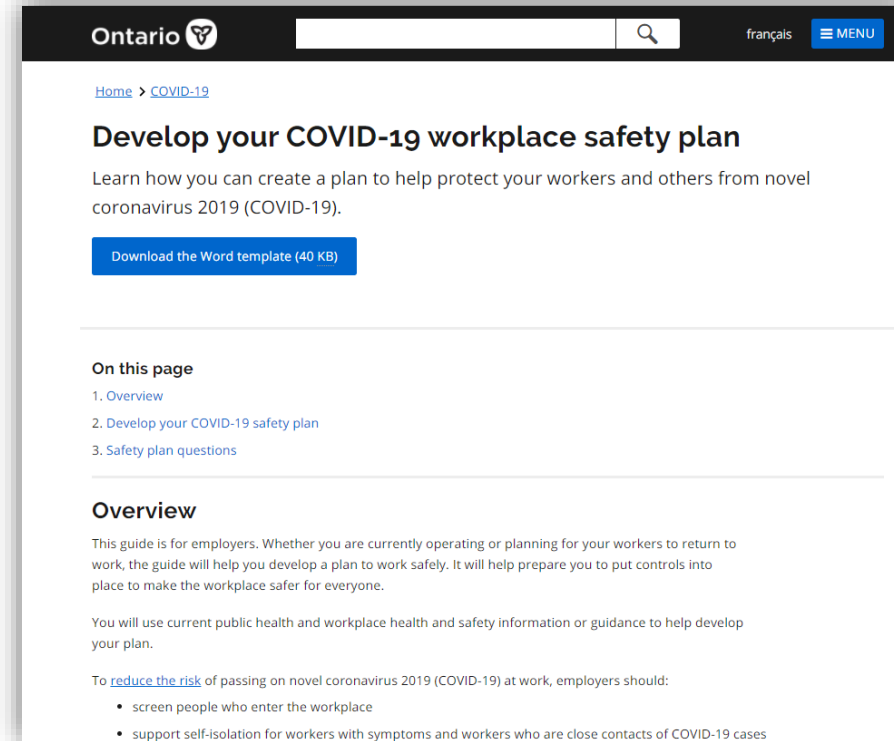 Ontario
français
MENU
Home > COVID-19
Develop your COVID-19 workplace safety plan
Learn how you can create a plan to help protect your workers and others from novel
coronavirus 2019 (COVID-19).
Download the Word template (40 KB)
On this page
1. Overview
2. Develop your COVID-19 safety plan
3. Safety plan questions
Overview
This guide is for employers. Whether you are currently operating or planning for your workers to return to
work, the guide will help you develop a plan to work safely. It will help prepare you to put controls into
place to make the workplace safer for everyone.
You will use current public health and workplace health and safety information or guidance to help develop
your plan.
To reduce the risk of passing on novel coronavirus 2019 (COVID-19) at work, employers should:
• screen people who enter the workplace
• support self-isolation for workers with symptoms and workers who are close contacts of COVID-19 cases